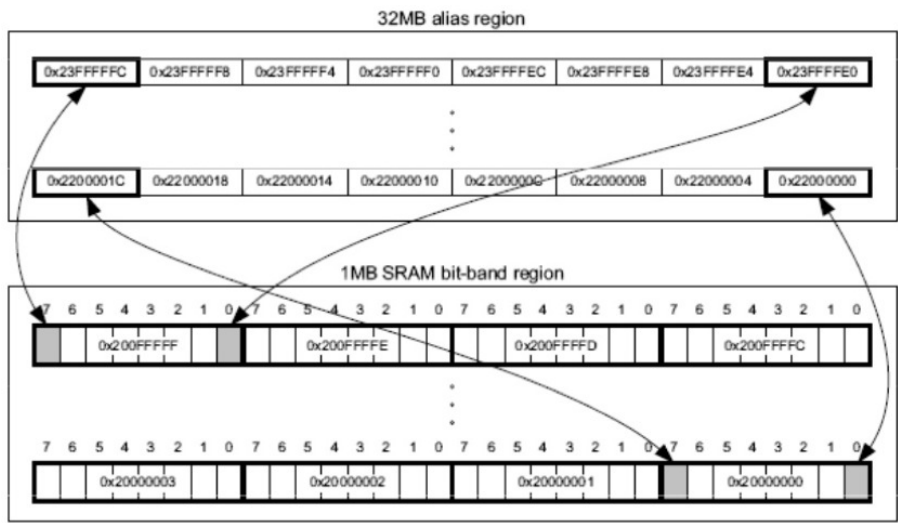 32MB alias region
0x23FFFFFC 0x23FFFFF8 0x23FFFFF4 0x23FFFFF0 0x23FFFFEC 0x23FFFFE8 0x23FFFFE4 0x23FFFFE0
0x2200001C 0x22000018 0x22000014 0x22000010 0x2200000C 0x22000008 0x22000004 0x22000000
1MB SRAM bit-band region
7 6 5 4 3 2 1 0 7 6 5 4 3 2 1 0 7 6 5 4 3 2 1 0 7 6 5 4 3 2 1 0
0x200FFFFF 0x200FFFFE 0x200FFFFD 0x200FFFFC
7 6 5 4 3 2 1 0 7 6 5 4 3 2 1 0 7 6 5 4 3 2 1 0 7 6 5 4 3 2 1 0
0x20000003 0x20000002 0x20000001 0x20000000